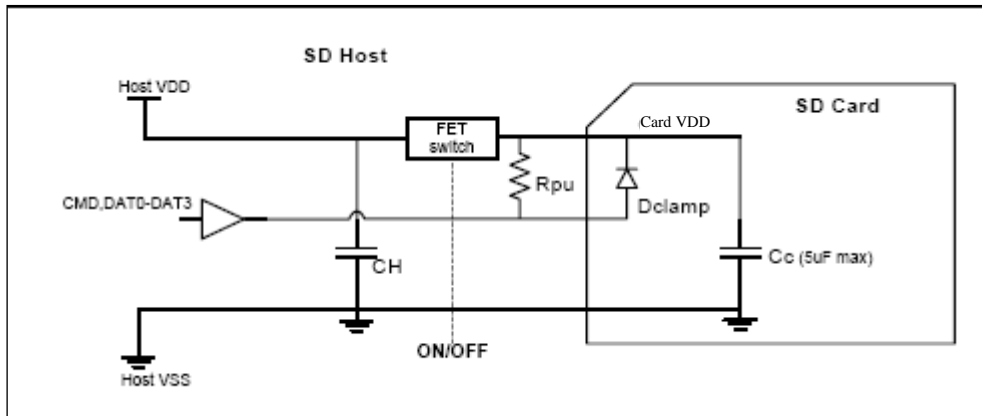 SD Host
Host VDD
SD Card
FET
switch
Card VDD
Rpu
CMD,DAT0-DAT3
Dclamp
CH
Cc (5uF max)
ON/OFF
Host VSS